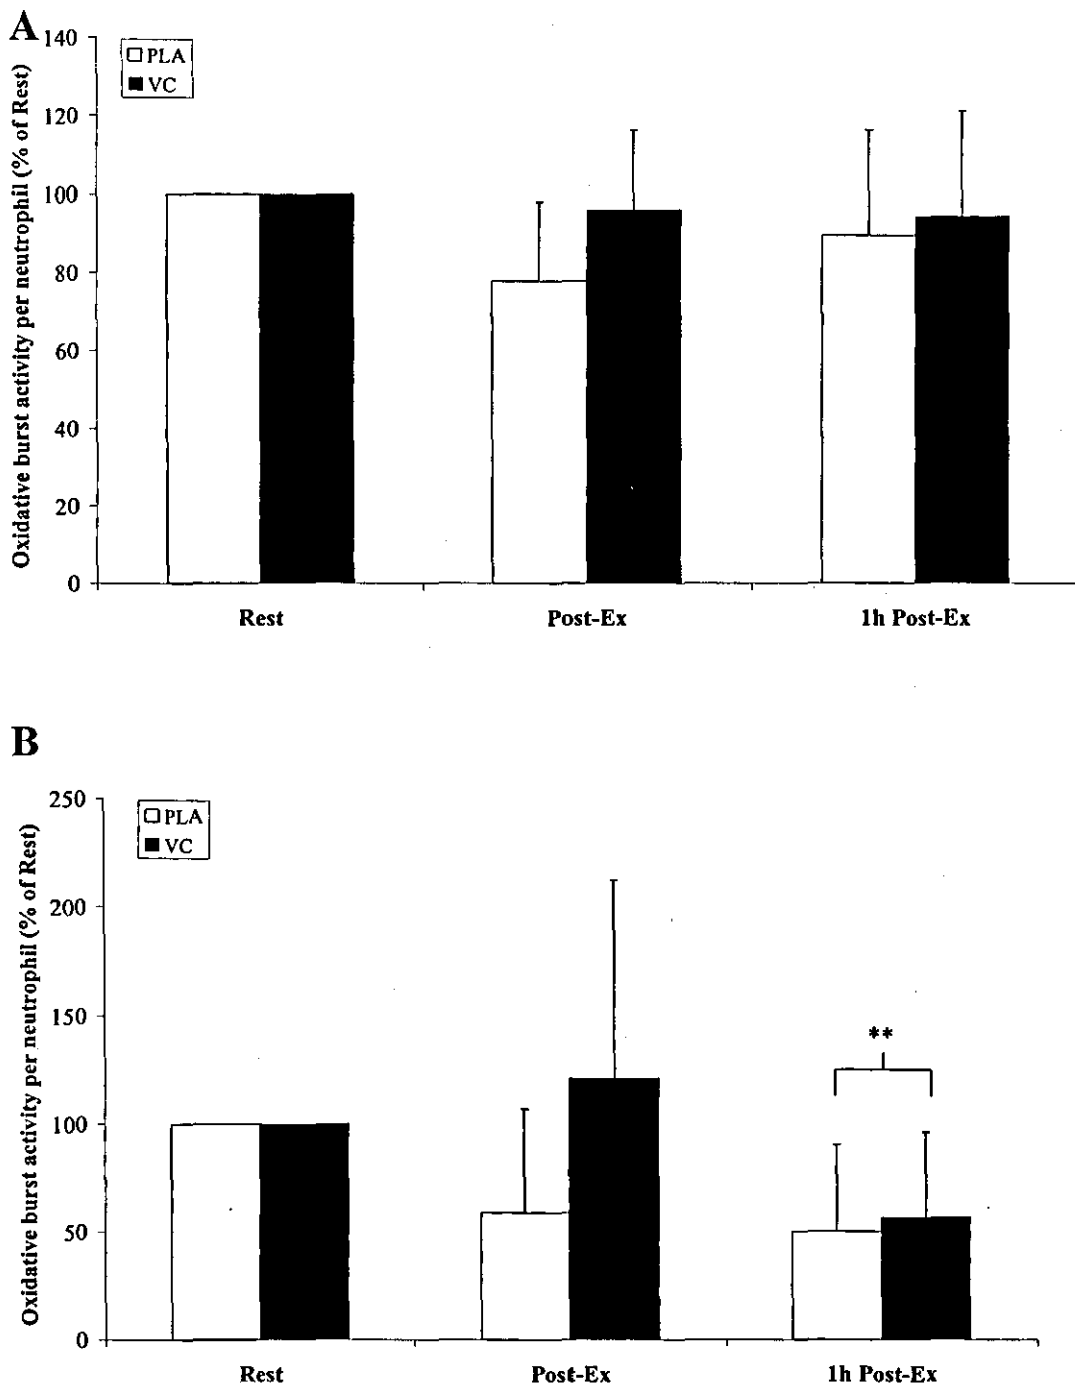 A
140
120
100
80
60
40
20
0
Oxidative burst activity per neutrophil (% of Rest)
PLA
VC
Rest
Post-Ex
1h Post-Ex
B
250
200
150
100
50
0
Oxidative burst activity per neutrophil (% of Rest)
PLA
VC
**
Rest
Post-Ex
1h Post-Ex